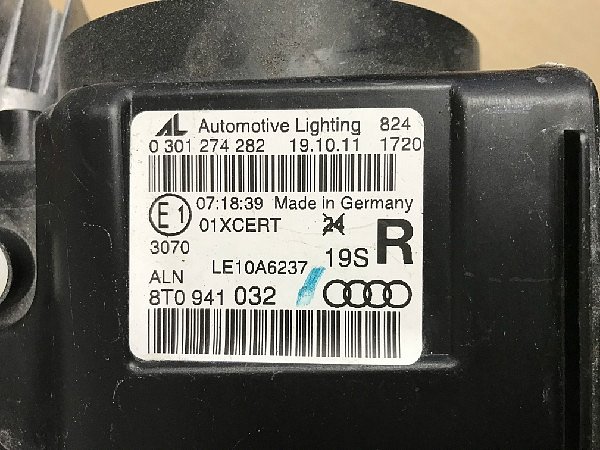 AL Automotive Lighting 824
0 301 274 282 19.10.11 1720
E1 07:18:39 Made in Germany
01XCERT 24
3070 R
LE10A6237 19S
ALN
8T0 941 032